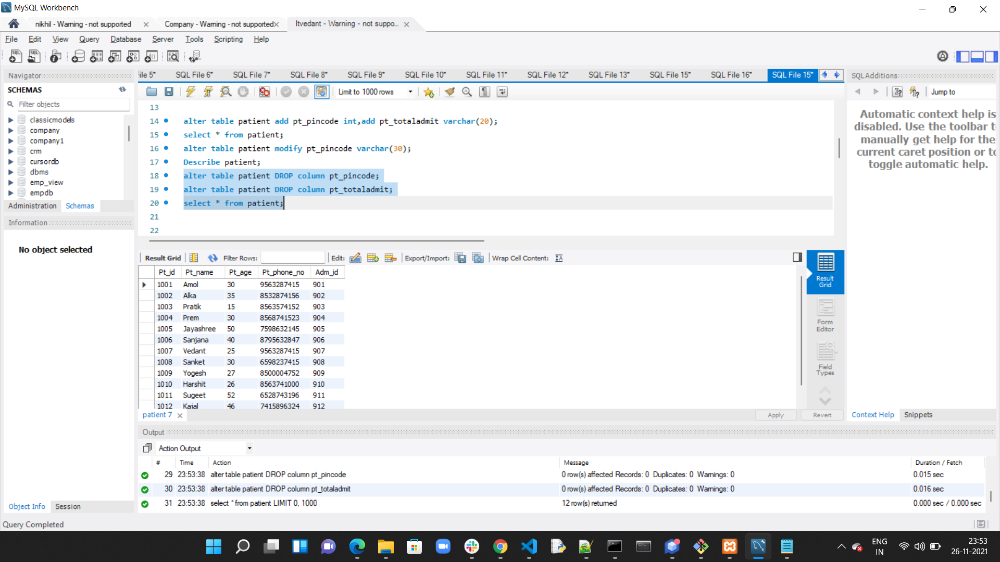 MySQL Workbench
nikhil - Warning - not supported
Company - Warning - not supported
Itvedant - Warning - not suppo...
File Edit View Query Database Server Tools Scripting Help
Navigator
SCHEMAS
Filter objects
classicmodels
company
company1
crm
cursordb
dbms
emp_view
empdb
Administration Schemas
Information
No object selected
Object Info Session
Query Completed
ile 5* SQL File 6* SQL File 7* SQL File 8* SQL File 9* SQL File 10* SQL File 11* SQL File 12* SQL File 13* SQL File 15* SQL File 16* SQL File 15*
Limit to 1000 rows
13
14 alter table patient add pt_pincode int,add pt_totaladmit varchar(20);
15 select * from patient;
16 alter table patient modify pt_pincode varchar(30);
17 Describe patient;
18 alter table patient DROP column pt_pincode;
19 alter table patient DROP column pt_totaladmit;
20 select * from patient;
21
22
Result Grid Filter Rows: Edit: Export/Import: Wrap Cell Content:
Pt_id Pt_name Pt_age Pt_phone_no Adm_id
1001 Amol 30 9563287415 901
1002 Alka 35 8532874156 902
1003 Pratik 15 8563574152 903
1004 Prem 30 8568741523 904
1005 Jayashree 50 7598632145 905
1006 Sanjana 40 8795632847 906
1007 Vedant 25 9563287415 907
1008 Sanket 30 6598237415 908
1009 Yogesh 27 8500004752 909
1010 Harshit 26 8563741000 910
1011 Sugeet 52 6528743196 911
1012 Kajal 46 7415896324 912
Result
Grid
Form
Editor
Field
Types
patient 7
Apply Revert
SQLAdditions
Jump to
Automatic context help is
disabled. Use the toolbar t
manually get help for the
current caret position or to
toggle automatic help.
Context Help Snippets
Output
Action Output
# Time Action Message Duration / Fetch
29 23:53:38 alter table patient DROP column pt_pincode 0 row(s) affected Records: 0 Duplicates: 0 Warnings: 0 0.015 sec
30 23:53:38 alter table patient DROP column pt_totaladmit 0 row(s) affected Records: 0 Duplicates: 0 Warnings: 0 0.016 sec
31 23:53:38 select * from patient LIMIT 0, 1000 12 row(s) returned 0.000 sec / 0.000 sec
ENG
IN
23:53
26-11-2021